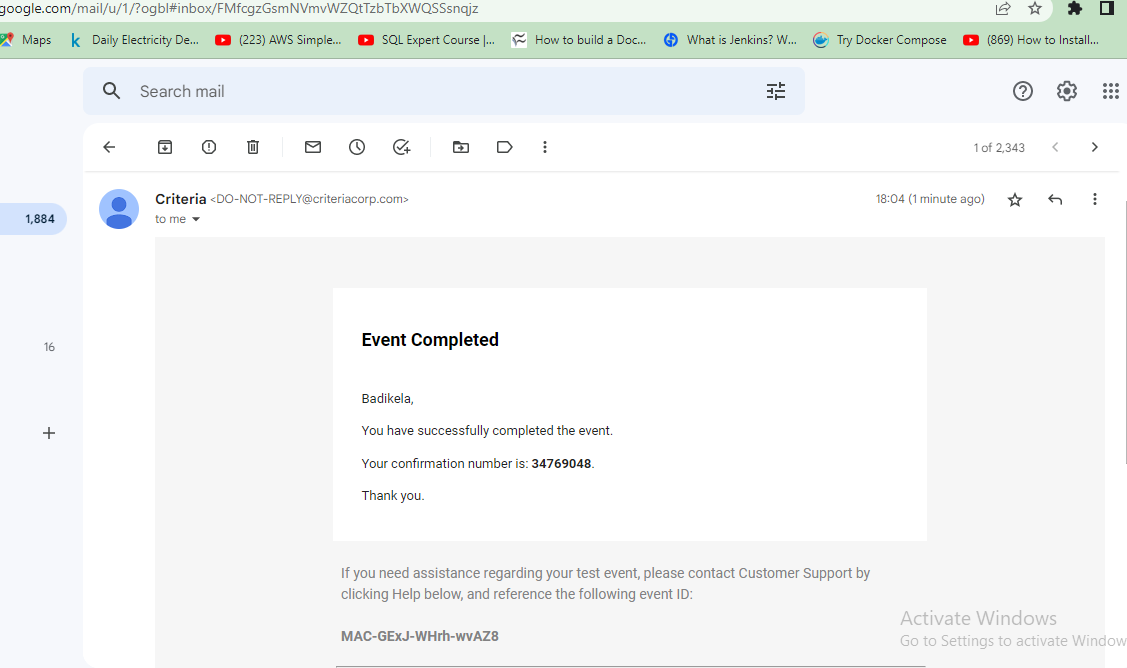 google.com/mail/u/1/?ogbl#inbox/FMfcgzGsmNVmvWZQtTzbTbXWQSSsnqjz
Maps Daily Electricity De... (223) AWS Simple... SQL Expert Course |... How to build a Doc... What is Jenkins? W... Try Docker Compose (869) How to Install...
Search mail
1 of 2,343
1,884
Criteria <DO-NOT-REPLY@criteriacorp.com> 18:04 (1 minute ago)
to me
16
Event Completed
Badikela,
You have successfully completed the event.
Your confirmation number is: 34769048.
Thank you.
If you need assistance regarding your test event, please contact Customer Support by
clicking Help below, and reference the following event ID:
MAC-GExJ-WHrh-wvAZ8
Activate Windows
Go to Settings to activate Window